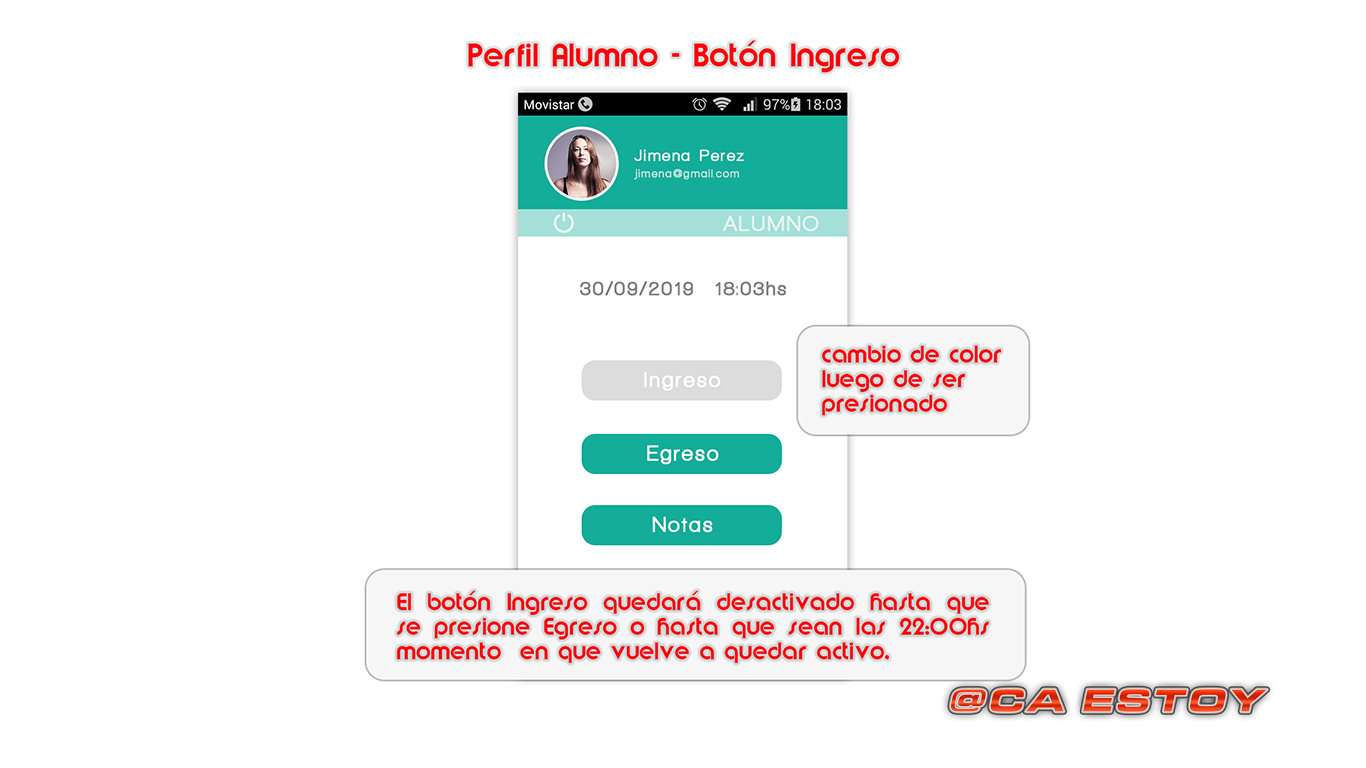 Perfil Alumno - Botón Ingreso
Movistar 97% 18:03
Jimena Perez
jimena@gmail.com
ALUMNO
30/09/2019 18:03hs
Ingreso
cambio de color
luego de ser
presionado
Egreso
Notas
El botón Ingreso quedará desactivado hasta que
se presione Egreso o hasta que sean las 22:00hs
momento en que vuelve a quedar activo.
@CA ESTOY